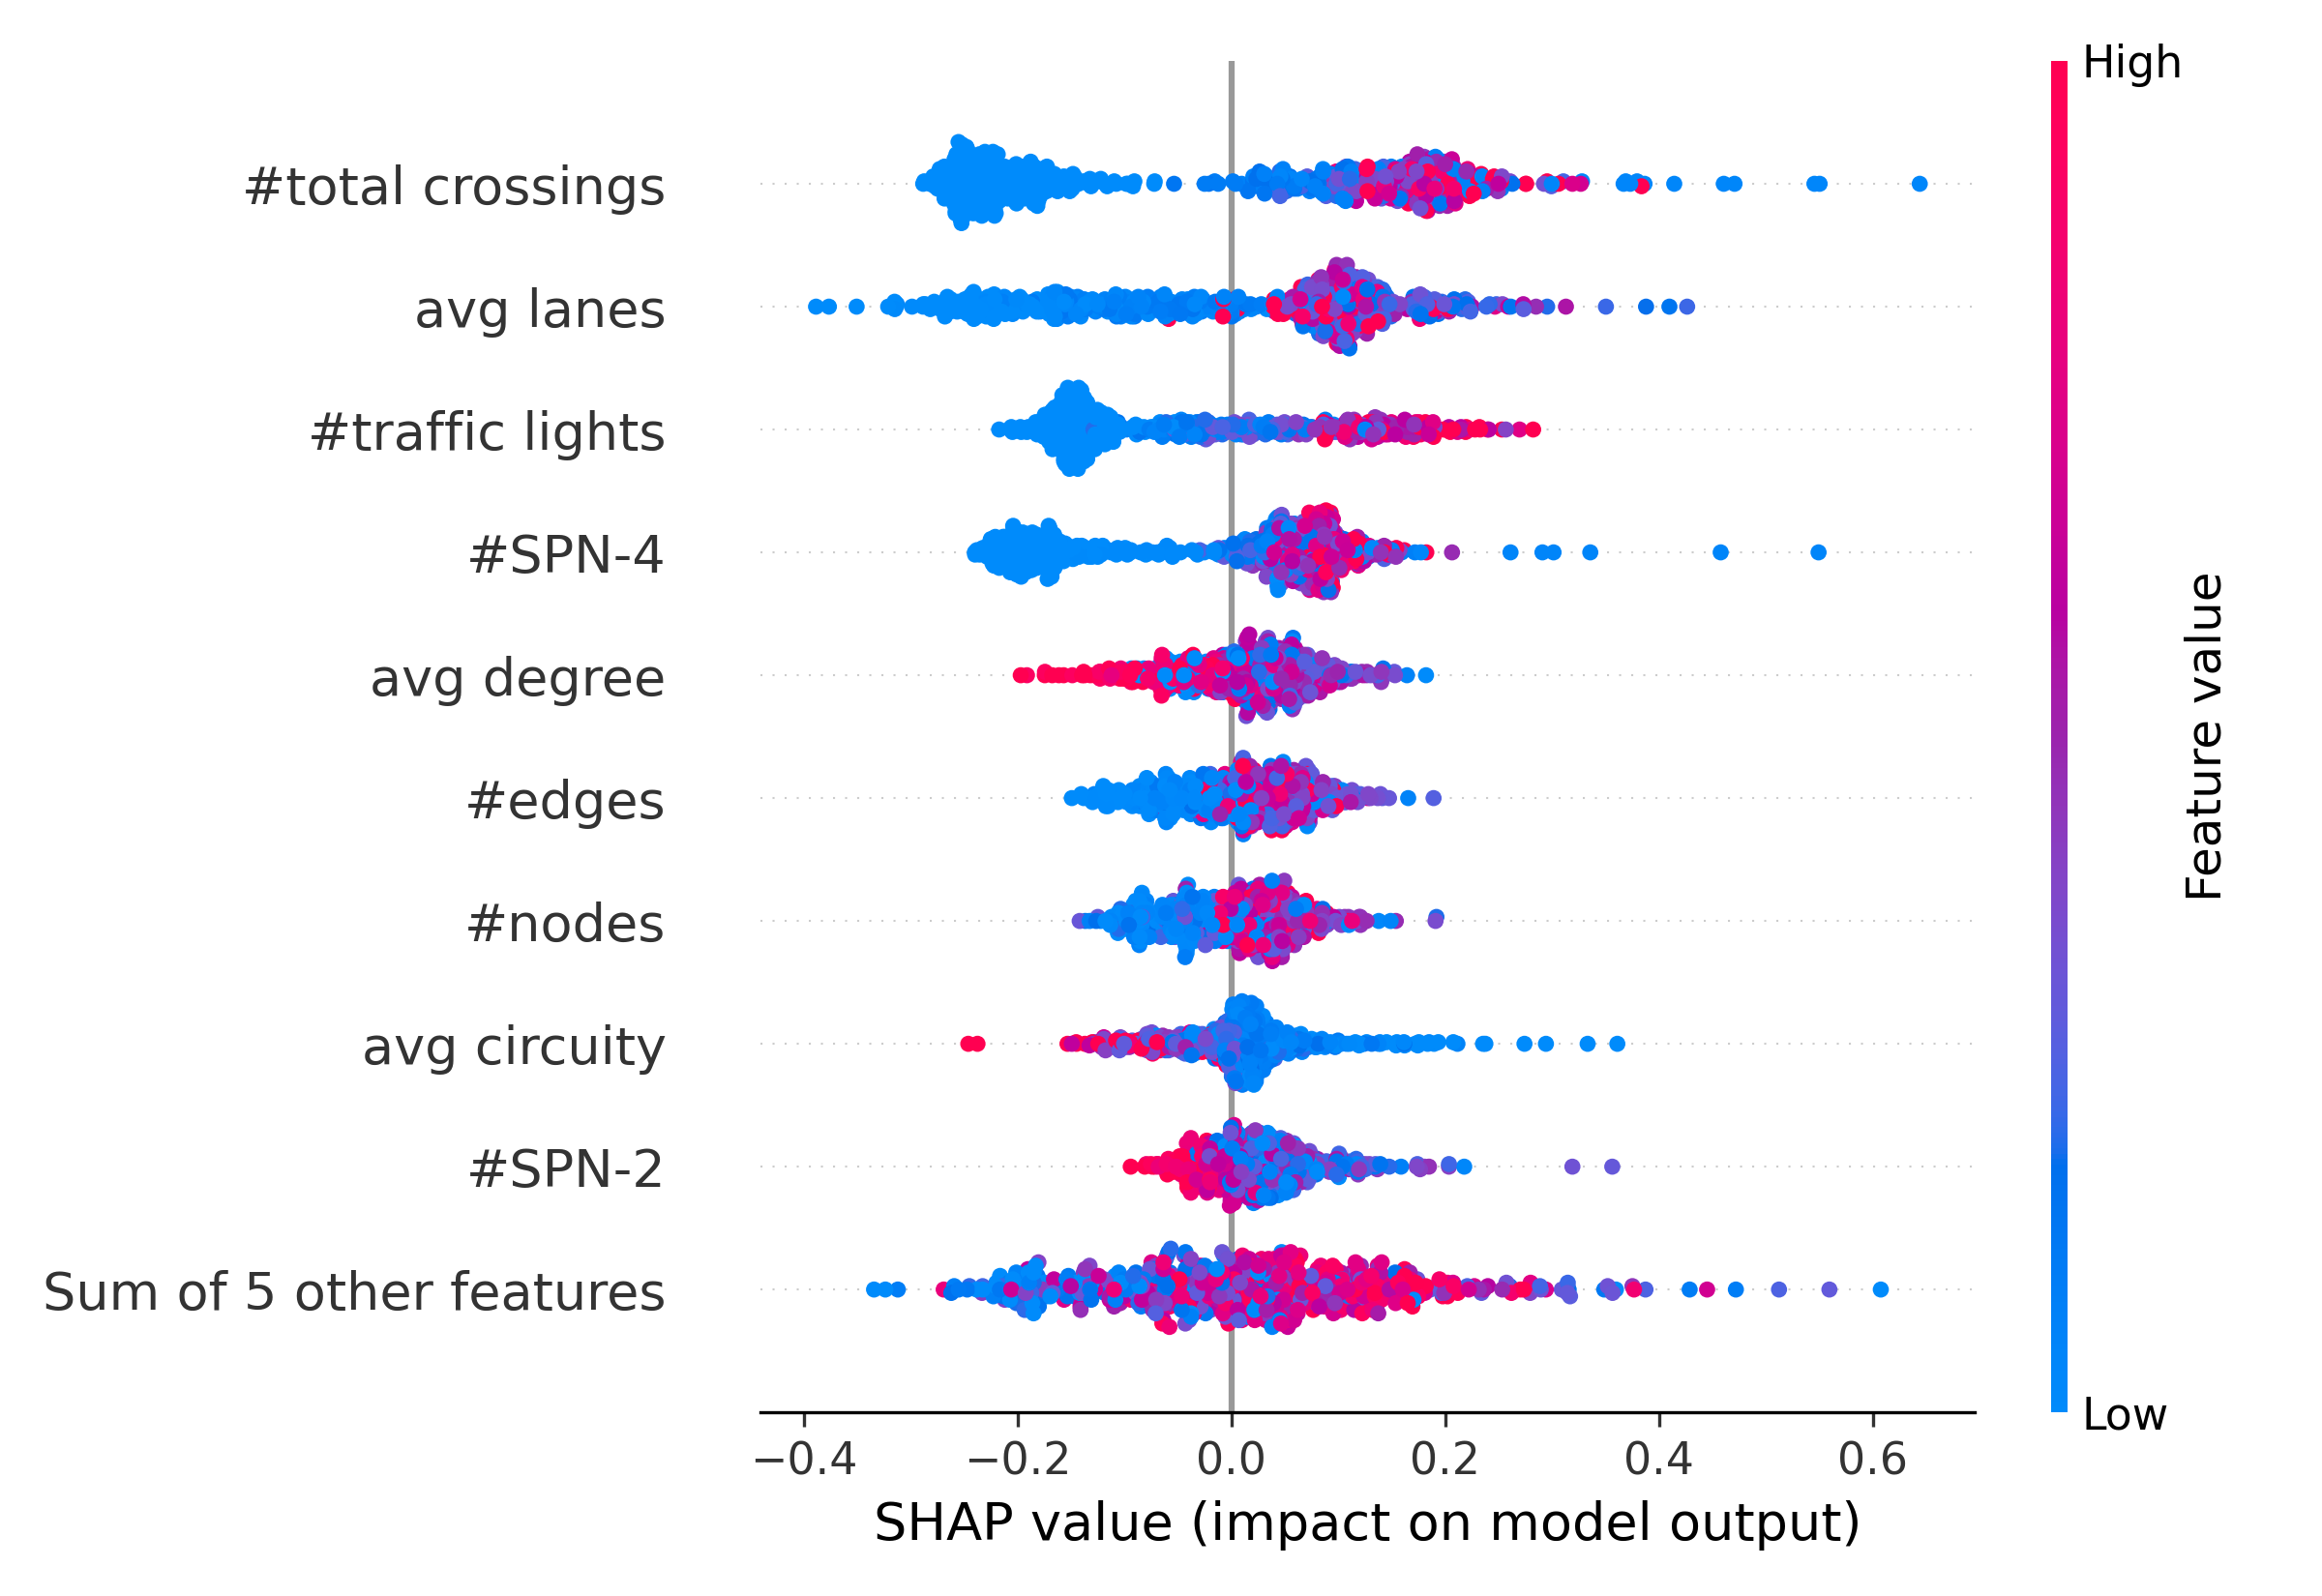 High
#total crossings
avg lanes
#traffic lights
#SPN-4
avg degree
#edges
#nodes
avg circuity
#SPN-2
Sum of 5 other features
Feature value
Low
−0.4 −0.2 0.0 0.2 0.4 0.6
SHAP value (impact on model output)